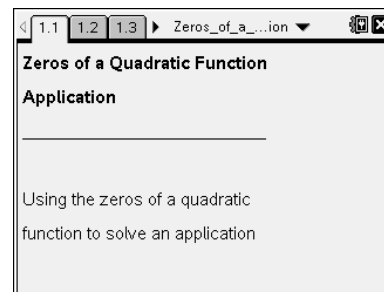 1.1 1.2 1.3 Zeros_of_a_...ion
Zeros of a Quadratic Function
Application
Using the zeros of a quadratic
function to solve an application